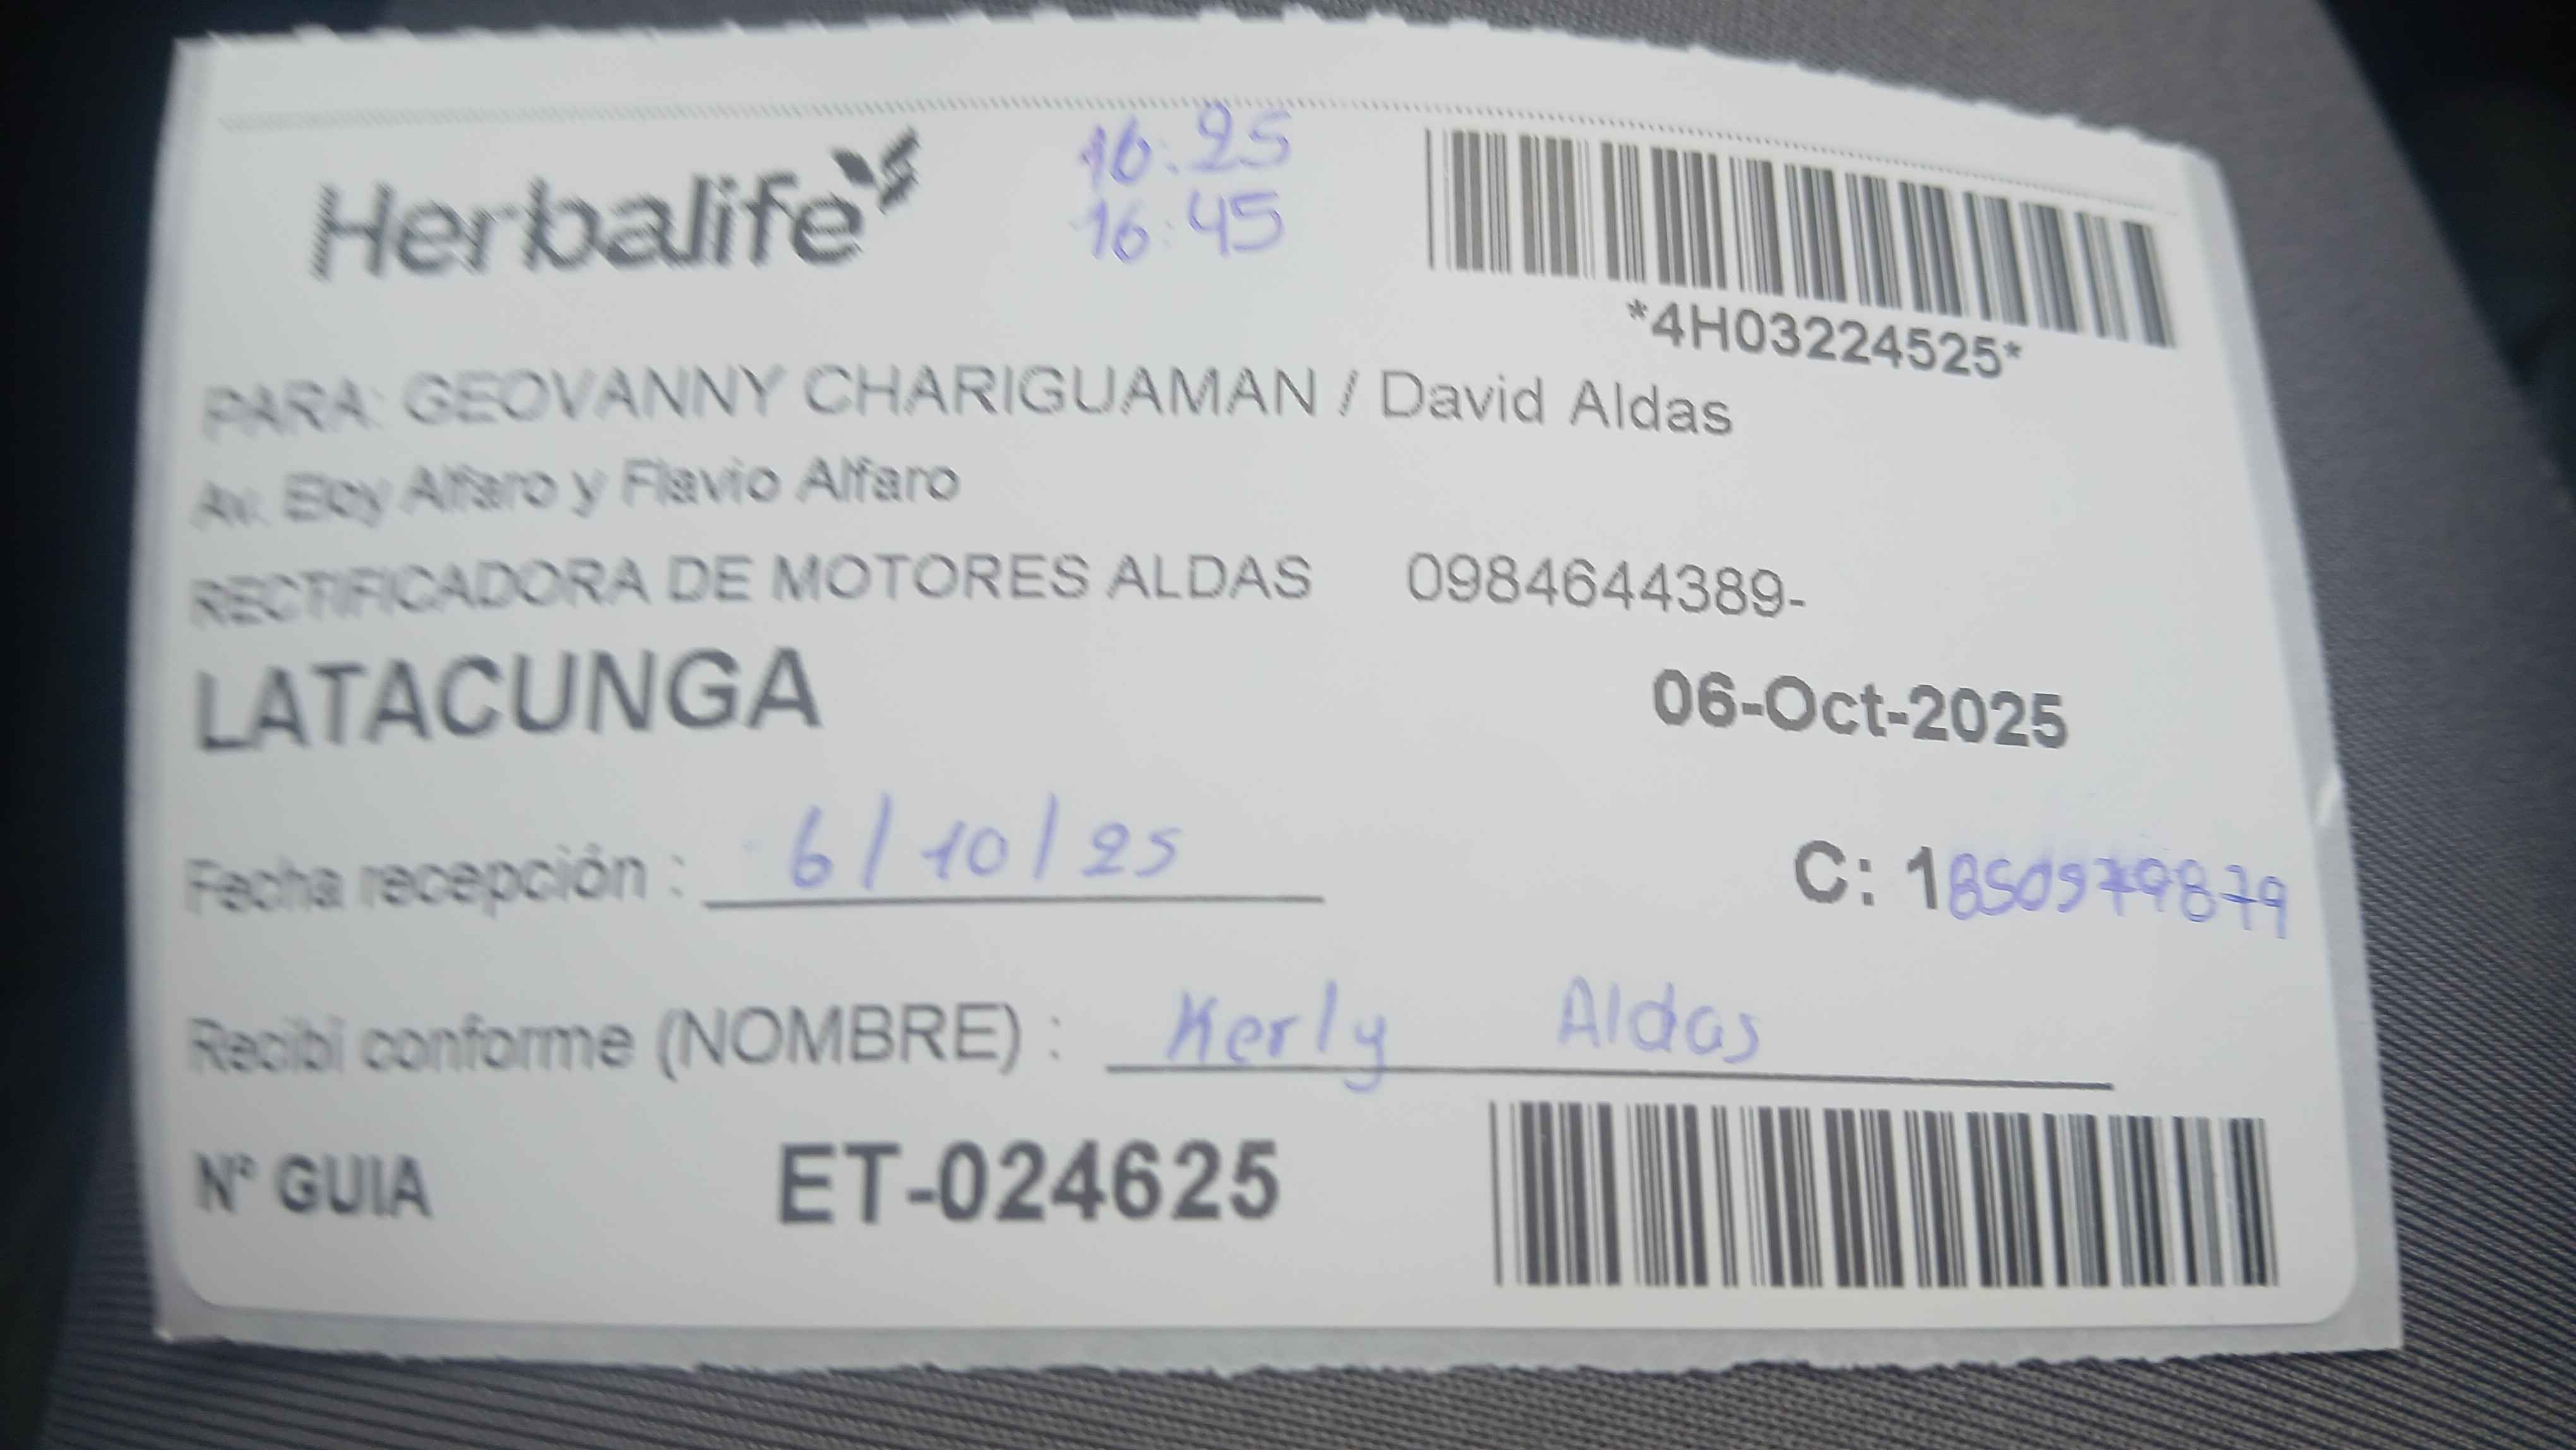 Herbalife
16:25
16:45
*4H03224525*
PARA: GEOVANNY CHARIGUAMAN / David Aldas
Av. Eloy Alfaro y Flavio Alfaro
RECTIFICADORA DE MOTORES ALDAS 0984644389-
LATACUNGA
06-Oct-2025
Fecha recepción : 6/10/25
C: 1850979879
Recibi conforme (NOMBRE) : Kerly Aldas
N° GUIA ET-024625